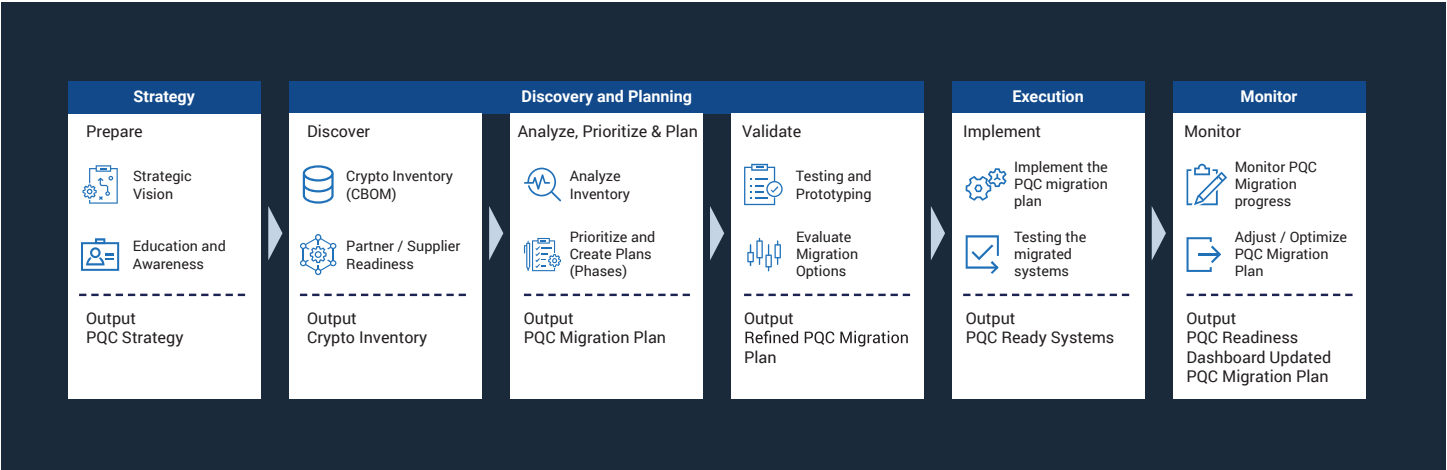 Strategy
Prepare
Strategic
Vision
Education and
Awareness
Output
PQC Strategy
Discovery and Planning
Discover
Crypto Inventory
(CBOM)
Partner / Supplier
Readiness
Output
Crypto Inventory
Analyze, Prioritize & Plan
Analyze
Inventory
Prioritize and
Create Plans
(Phases)
Output
PQC Migration Plan
Validate
Testing and
Prototyping
Evaluate
Migration
Options
Output
Refined PQC Migration
Plan
Execution
Implement
Implement the
PQC migration
plan
Testing the
migrated
systems
Output
PQC Ready Systems
Monitor
Monitor
Monitor PQC
Migration
progress
Adjust / Optimize
PQC Migration
Plan
Output
PQC Readiness
Dashboard Updated
PQC Migration Plan